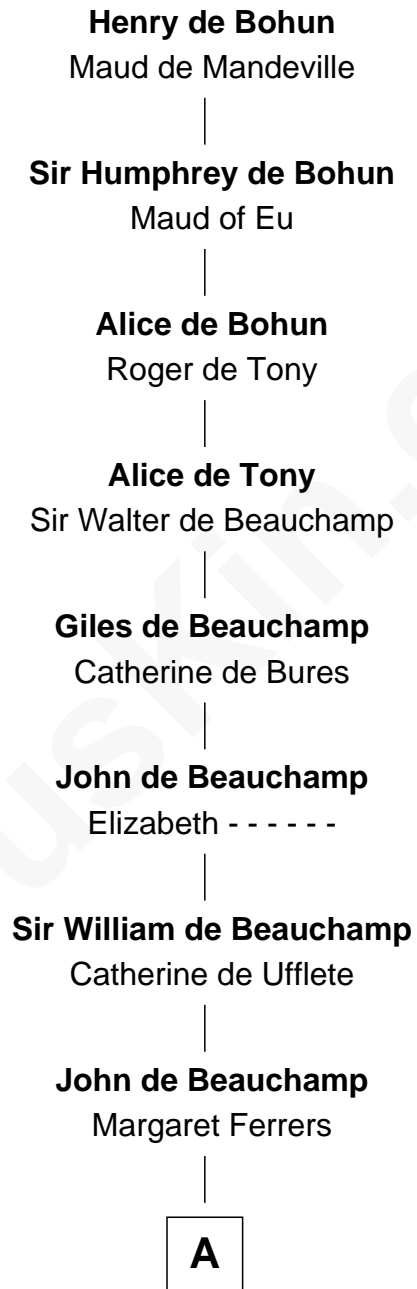 Henry de Bohun
Maud de Mandeville
Sir Humphrey de Bohun
Maud of Eu
Alice de Bohun
Roger de Tony
Alice de Tony
Sir Walter de Beauchamp
Giles de Beauchamp
Catherine de Bures
John de Beauchamp
Elizabeth - - - - - -
Sir William de Beauchamp
Catherine de Ufflete
John de Beauchamp
Margaret Ferrers
A